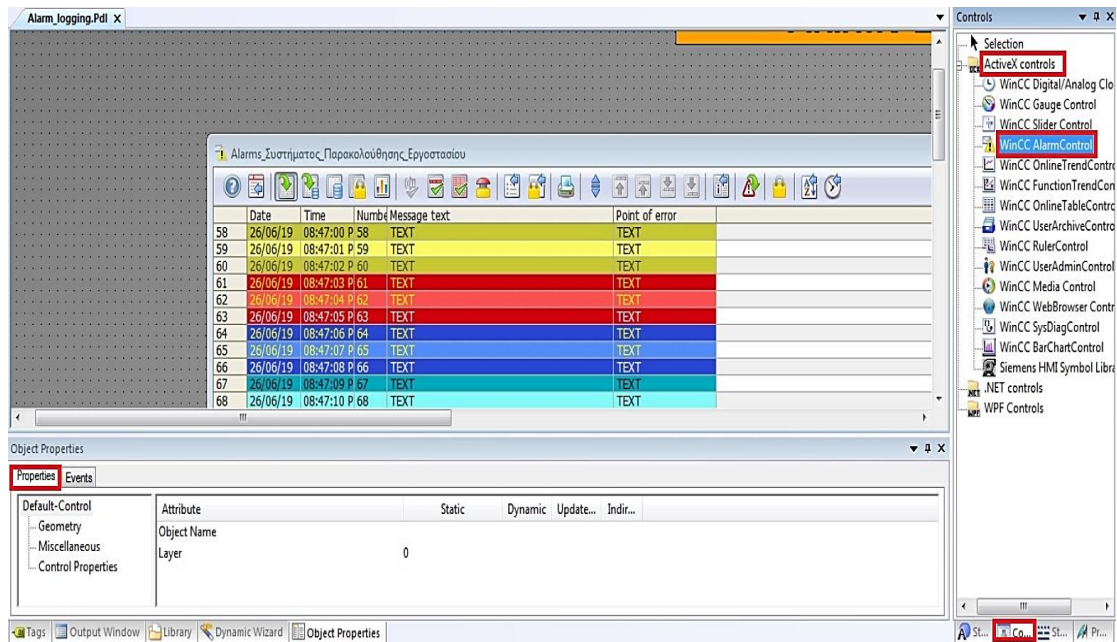 Alarm_logging.Pdl X
Controls
Selection
ActiveX controls
WinCC Digital/Analog Clo
WinCC Gauge Control
WinCC Slider Control
WinCC AlarmControl
WinCC OnlineTrendContro
WinCC FunctionTrendCon
WinCC OnlineTableContro
WinCC UserArchiveContro
WinCC RulerControl
WinCC UserAdminControl
WinCC Media Control
WinCC WebBrowser Contr
WinCC SysDiagControl
WinCC BarChartControl
Siemens HMI Symbol Libra
.NET controls
WPF Controls
Alarms_Συστήματος_Παρακολούθησης_Εργοστασίου
Date Time Numbe Message text Point of error
58 26/06/19 08:47:00 P 58 TEXT TEXT
59 26/06/19 08:47:01 P 59 TEXT TEXT
60 26/06/19 08:47:02 P 60 TEXT TEXT
61 26/06/19 08:47:03 P 61 TEXT TEXT
62 26/06/19 08:47:04 P 62 TEXT TEXT
63 26/06/19 08:47:05 P 63 TEXT TEXT
64 26/06/19 08:47:06 P 64 TEXT TEXT
65 26/06/19 08:47:07 P 65 TEXT TEXT
66 26/06/19 08:47:08 P 66 TEXT TEXT
67 26/06/19 08:47:09 P 67 TEXT TEXT
68 26/06/19 08:47:10 P 68 TEXT TEXT
Object Properties
Properties Events
Default-Control
Geometry
Miscellaneous
Control Properties
Attribute Static Dynamic Update... Indir...
Object Name
Layer 0
Tags Output Window Library Dynamic Wizard Object Properties
St... Co... St... Pr...